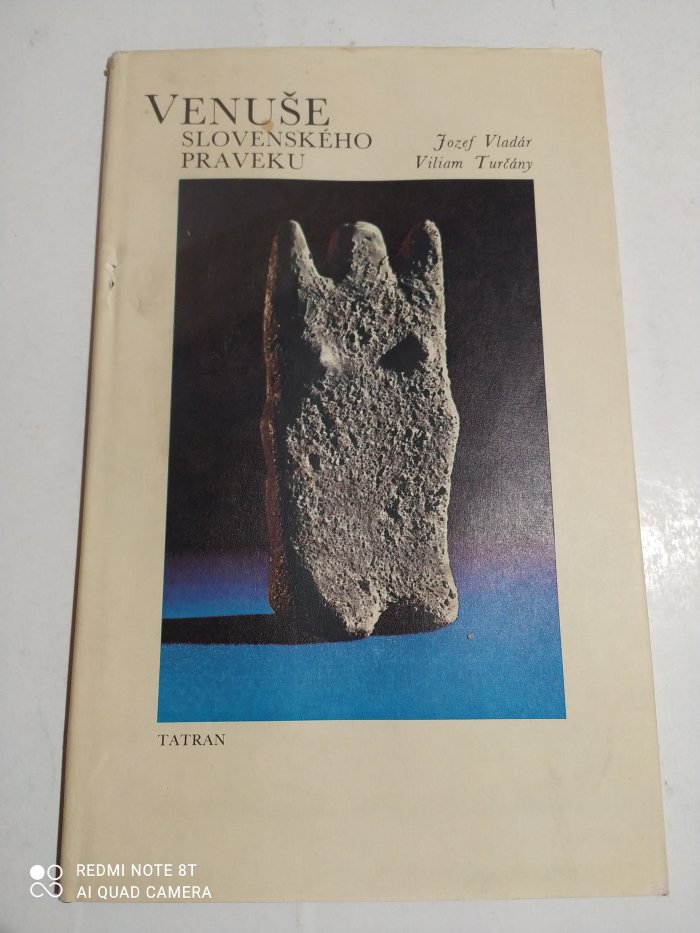 VENUŠE
SLOVENSKÉHO
PRAVEKU
Jozef Vladár
Viliam Turčány
TATRAN
REDMI NOTE 8T
AI QUAD CAMERA